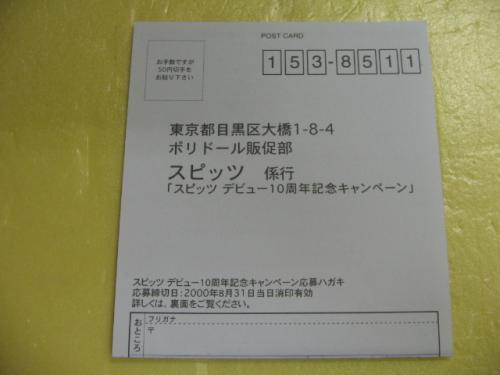 POST CARD
お手数ですが
50円切手を
お貼り下さい
153-8511
東京都目黒区大橋1-8-4
ポリドール販促部
スピッツ 係行
「スピッツ デビュー10周年記念キャンペーン」
スピッツ デビュー10周年記念キャンペーン応募ハガキ
応募締切日:2000年8月31日当日消印有効
詳しくは、裏面をご覧ください。
フリガナ
〒
おところ